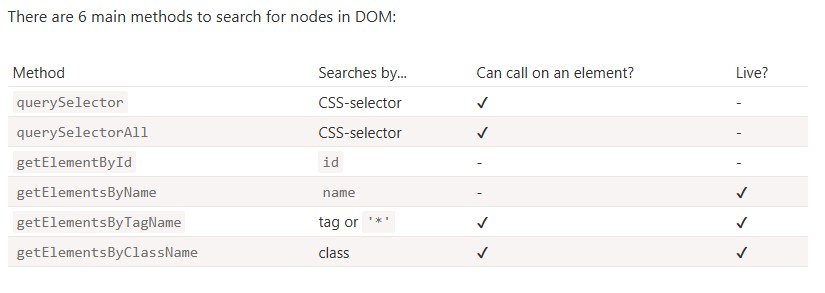 There are 6 main methods to search for nodes in DOM:
Method Searches by... Can call on an element? Live?
querySelector CSS-selector ✓ -
querySelectorAll CSS-selector ✓ -
getElementById id - -
getElementsByName name - ✓
getElementsByTagName tag or '*' ✓ ✓
getElementsByClassName class ✓ ✓